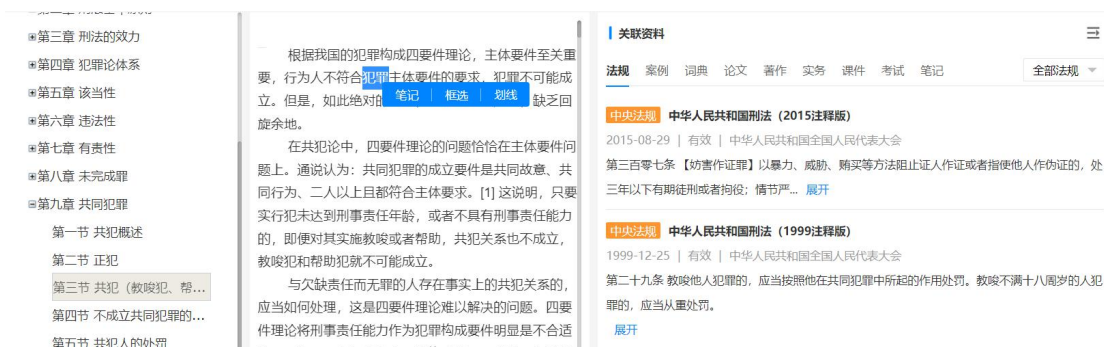 第三章 刑法的效力
第四章 犯罪论体系
第五章 该当性
第六章 违法性
第七章 有责性
第八章 未完成罪
第九章 共同犯罪
第一节 共犯概述
第二节 正犯
第三节 共犯（教唆犯、帮...
第四节 不成立共同犯罪的...
第五节 共犯人的处罚
根据我国的犯罪构成四要件理论，主体要件至关重
要，行为人不符合犯罪主体要件的要求，犯罪不可能成
立。但是，如此绝对的
缺乏回
笔记 | 框选 | 划线
旋余地。
在共犯论中，四要件理论的问题恰恰在主体要件问
题上。通说认为：共同犯罪的成立要件是共同故意、共
同行为、二人以上且都符合主体要求。[1] 这说明，只要
实行犯未达到刑事责任年龄，或者不具有刑事责任能力
的，即便对其实施教唆或者帮助，共犯关系也不成立，
教唆犯和帮助犯就不可能成立。
与欠缺责任而无罪的人存在事实上的共犯关系的，
应当如何处理，这是四要件理论难以解决的问题。四要
件理论将刑事责任能力作为犯罪构成要件明显是不合适
关联资料
法规 案例 词典 论文 著作 实务 课件 考试 笔记 全部法规
中央法规 中华人民共和国刑法（2015注释版）
2015-08-29 | 有效 | 中华人民共和国全国人民代表大会
第三百零七条 【妨害作证罪】以暴力、威胁、贿买等方法阻止证人作证或者指使他人作伪证的，处
三年以下有期徒刑或者拘役；情节严... 展开
中央法规 中华人民共和国刑法（1999注释版）
1999-12-25 | 有效 | 中华人民共和国全国人民代表大会
第二十九条 教唆他人犯罪的，应当按照他在共同犯罪中所起的作用处罚。教唆不满十八周岁的人犯
罪的，应当从重处罚。
展开